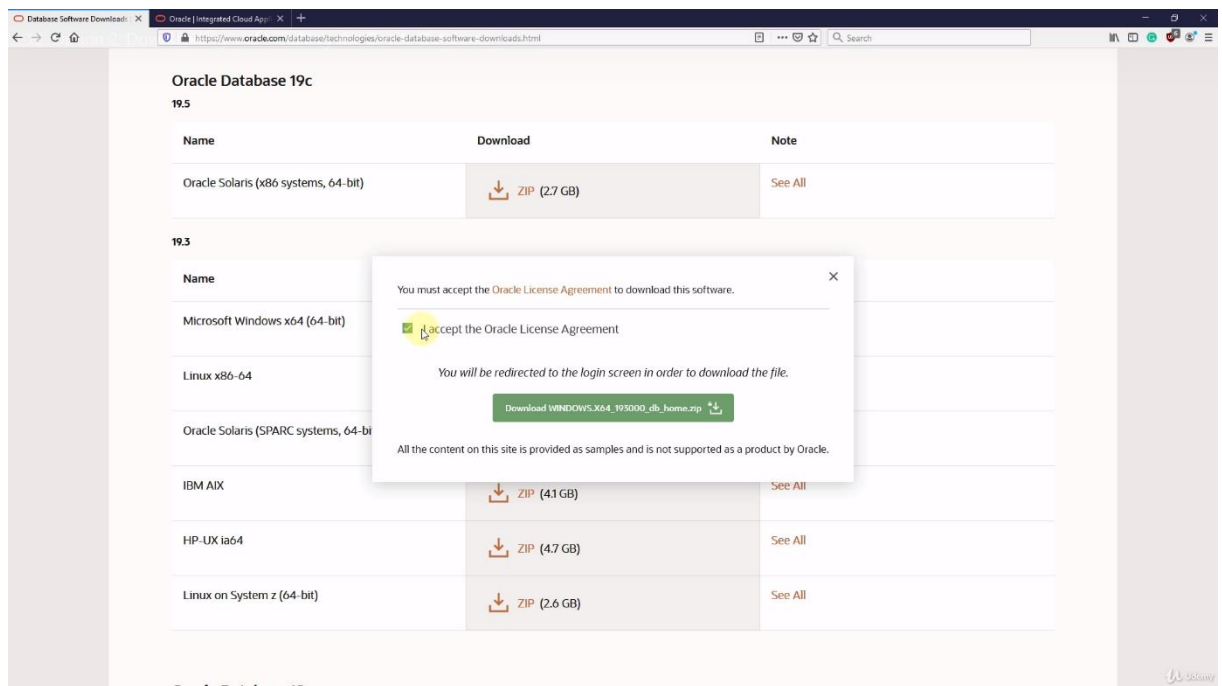 Database Software Downloads
Oracle | Integrated Cloud Appli
https://www.oracle.com/database/technologies/oracle-database-software-downloads.html
Search
Oracle Database 19c
19.5
Name Download Note
Oracle Solaris (x86 systems, 64-bit) ZIP (2.7 GB) See All
19.3
Name
You must accept the Oracle License Agreement to download this software.
Microsoft Windows x64 (64-bit)
I accept the Oracle License Agreement
Linux x86-64
You will be redirected to the login screen in order to download the file.
Download WINDOWS.X64_193000_db_home.zip
Oracle Solaris (SPARC systems, 64-bi
All the content on this site is provided as samples and is not supported as a product by Oracle.
IBM AIX ZIP (4.1 GB) See All
HP-UX ia64 ZIP (4.7 GB) See All
Linux on System z (64-bit) ZIP (2.6 GB) See All
Udemy